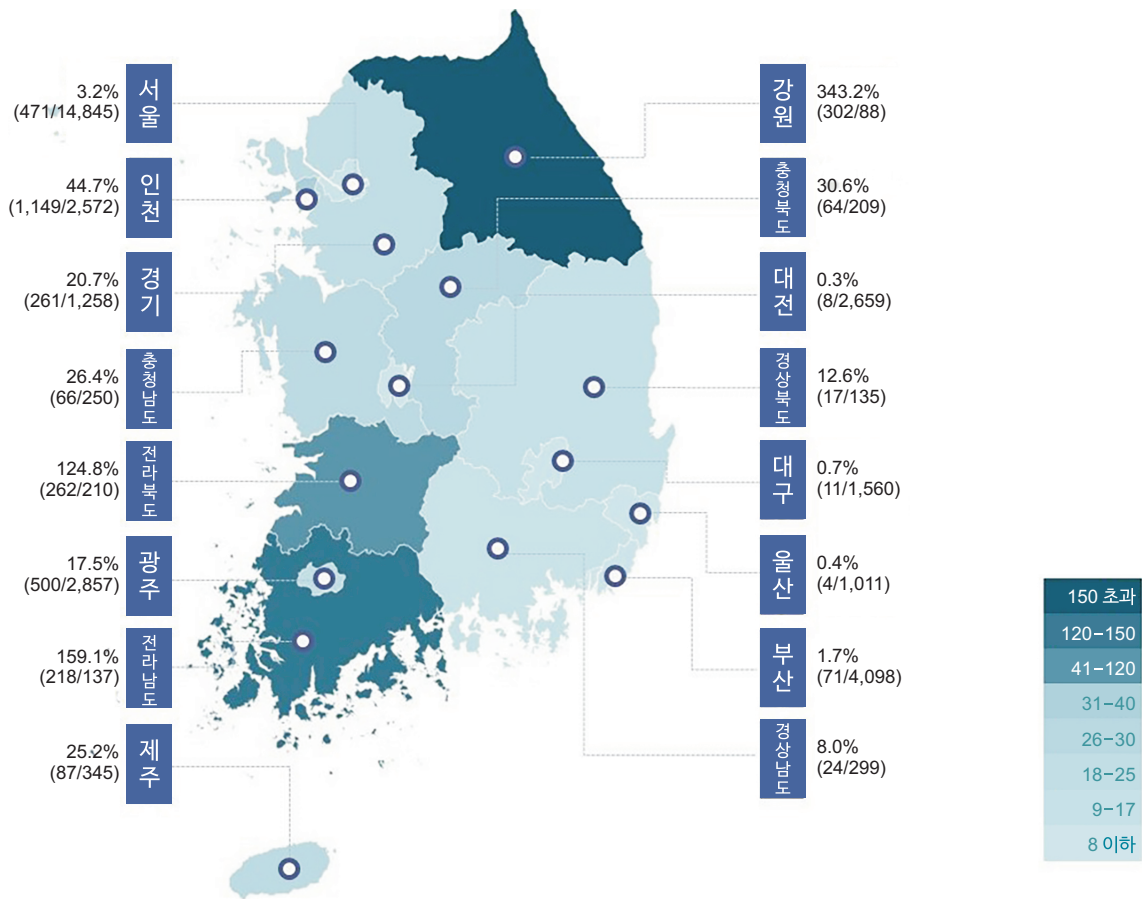 서울
3.2%
(471/14,845)
인천
44.7%
(1,149/2,572)
경기
20.7%
(261/1,258)
충청남도
26.4%
(66/250)
전라북도
124.8%
(262/210)
광주
17.5%
(500/2,857)
전라남도
159.1%
(218/137)
제주
25.2%
(87/345)
강원
343.2%
(302/88)
충청북도
30.6%
(64/209)
대전
0.3%
(8/2,659)
경상북도
12.6%
(17/135)
대구
0.7%
(11/1,560)
울산
0.4%
(4/1,011)
부산
1.7%
(71/4,098)
경상남도
8.0%
(24/299)
150 초과
120–150
41–120
31–40
26–30
18–25
9–17
8 이하